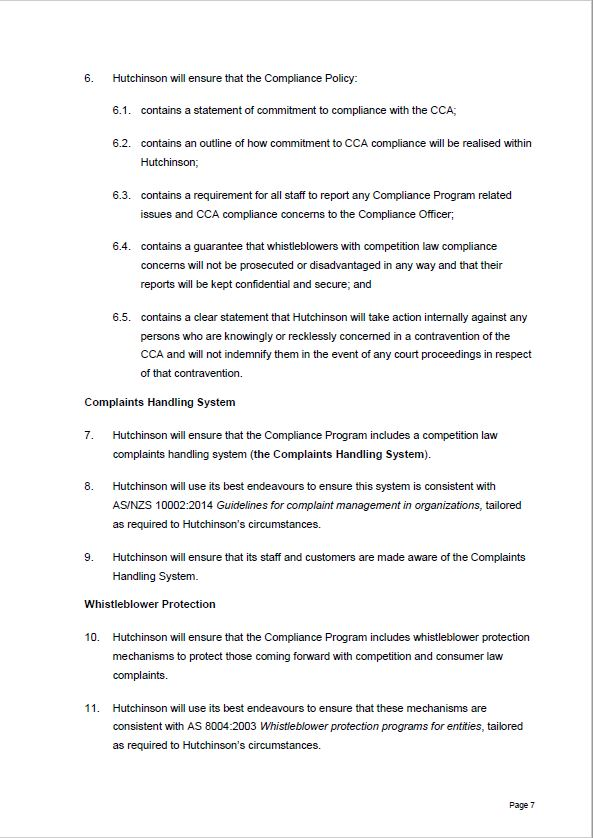 6. Hutchinson will ensure that the Compliance Policy:
6.1. contains a statement of commitment to compliance with the CCA;
6.2. contains an outline of how commitment to CCA compliance will be realised within
Hutchinson;
6.3. contains a requirement for all staff to report any Compliance Program related
issues and CCA compliance concerns to the Compliance Officer;
6.4. contains a guarantee that whistleblowers with competition law compliance
concerns will not be prosecuted or disadvantaged in any way and that their
reports will be kept confidential and secure; and
6.5. contains a clear statement that Hutchinson will take action internally against any
persons who are knowingly or recklessly concerned in a contravention of the
CCA and will not indemnify them in the event of any court proceedings in respect
of that contravention.
Complaints Handling System
7. Hutchinson will ensure that the Compliance Program includes a competition law
complaints handling system (the Complaints Handling System).
8. Hutchinson will use its best endeavours to ensure this system is consistent with
AS/NZS 10002:2014 Guidelines for complaint management in organizations, tailored
as required to Hutchinson's circumstances.
9. Hutchinson will ensure that its staff and customers are made aware of the Complaints
Handling System.
Whistleblower Protection
10. Hutchinson will ensure that the Compliance Program includes whistleblower protection
mechanisms to protect those coming forward with competition and consumer law
complaints.
11. Hutchinson will use its best endeavours to ensure that these mechanisms are
consistent with AS 8004:2003 Whistleblower protection programs for entities, tailored
as required to Hutchinson's circumstances.
Page 7